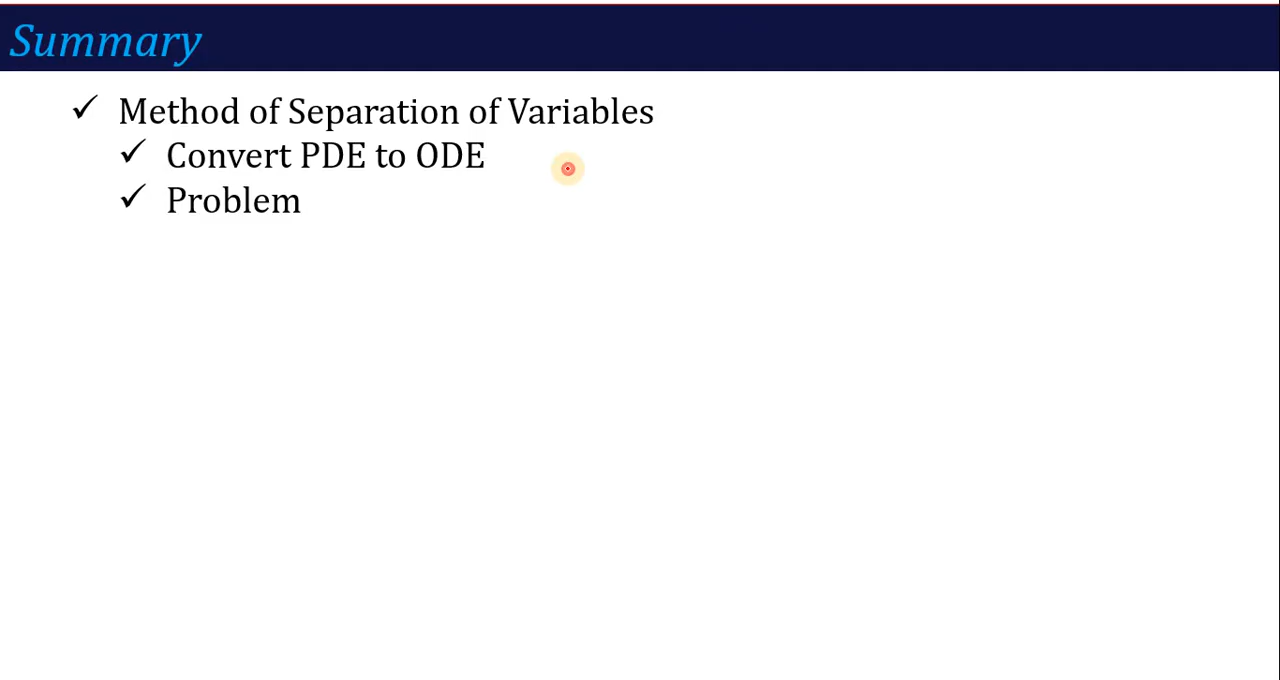 Summary
✓ Method of Separation of Variables
✓ Convert PDE to ODE
✓ Problem